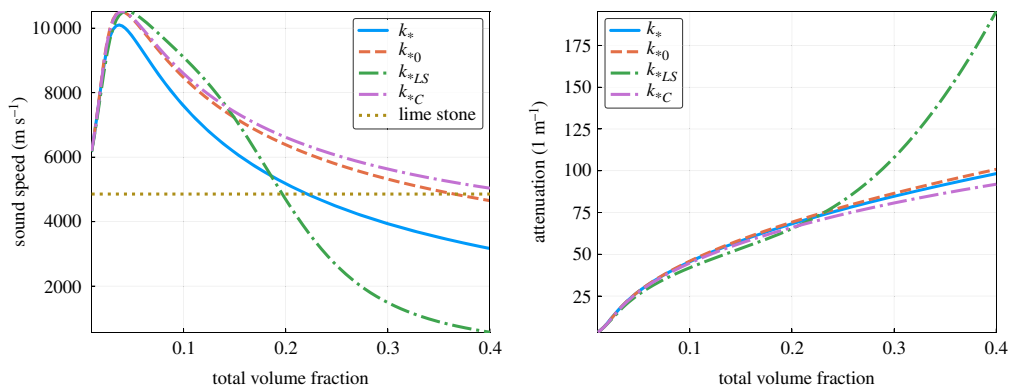 10 000
8000
6000
4000
2000
sound speed (m s⁻¹)
k*
k*0
k*LS
k*C
lime stone
0.1 0.2 0.3 0.4
total volume fraction
175
150
125
100
75
50
25
attenuation (1 m⁻¹)
k*
k*0
k*LS
k*C
0.1 0.2 0.3 0.4
total volume fraction